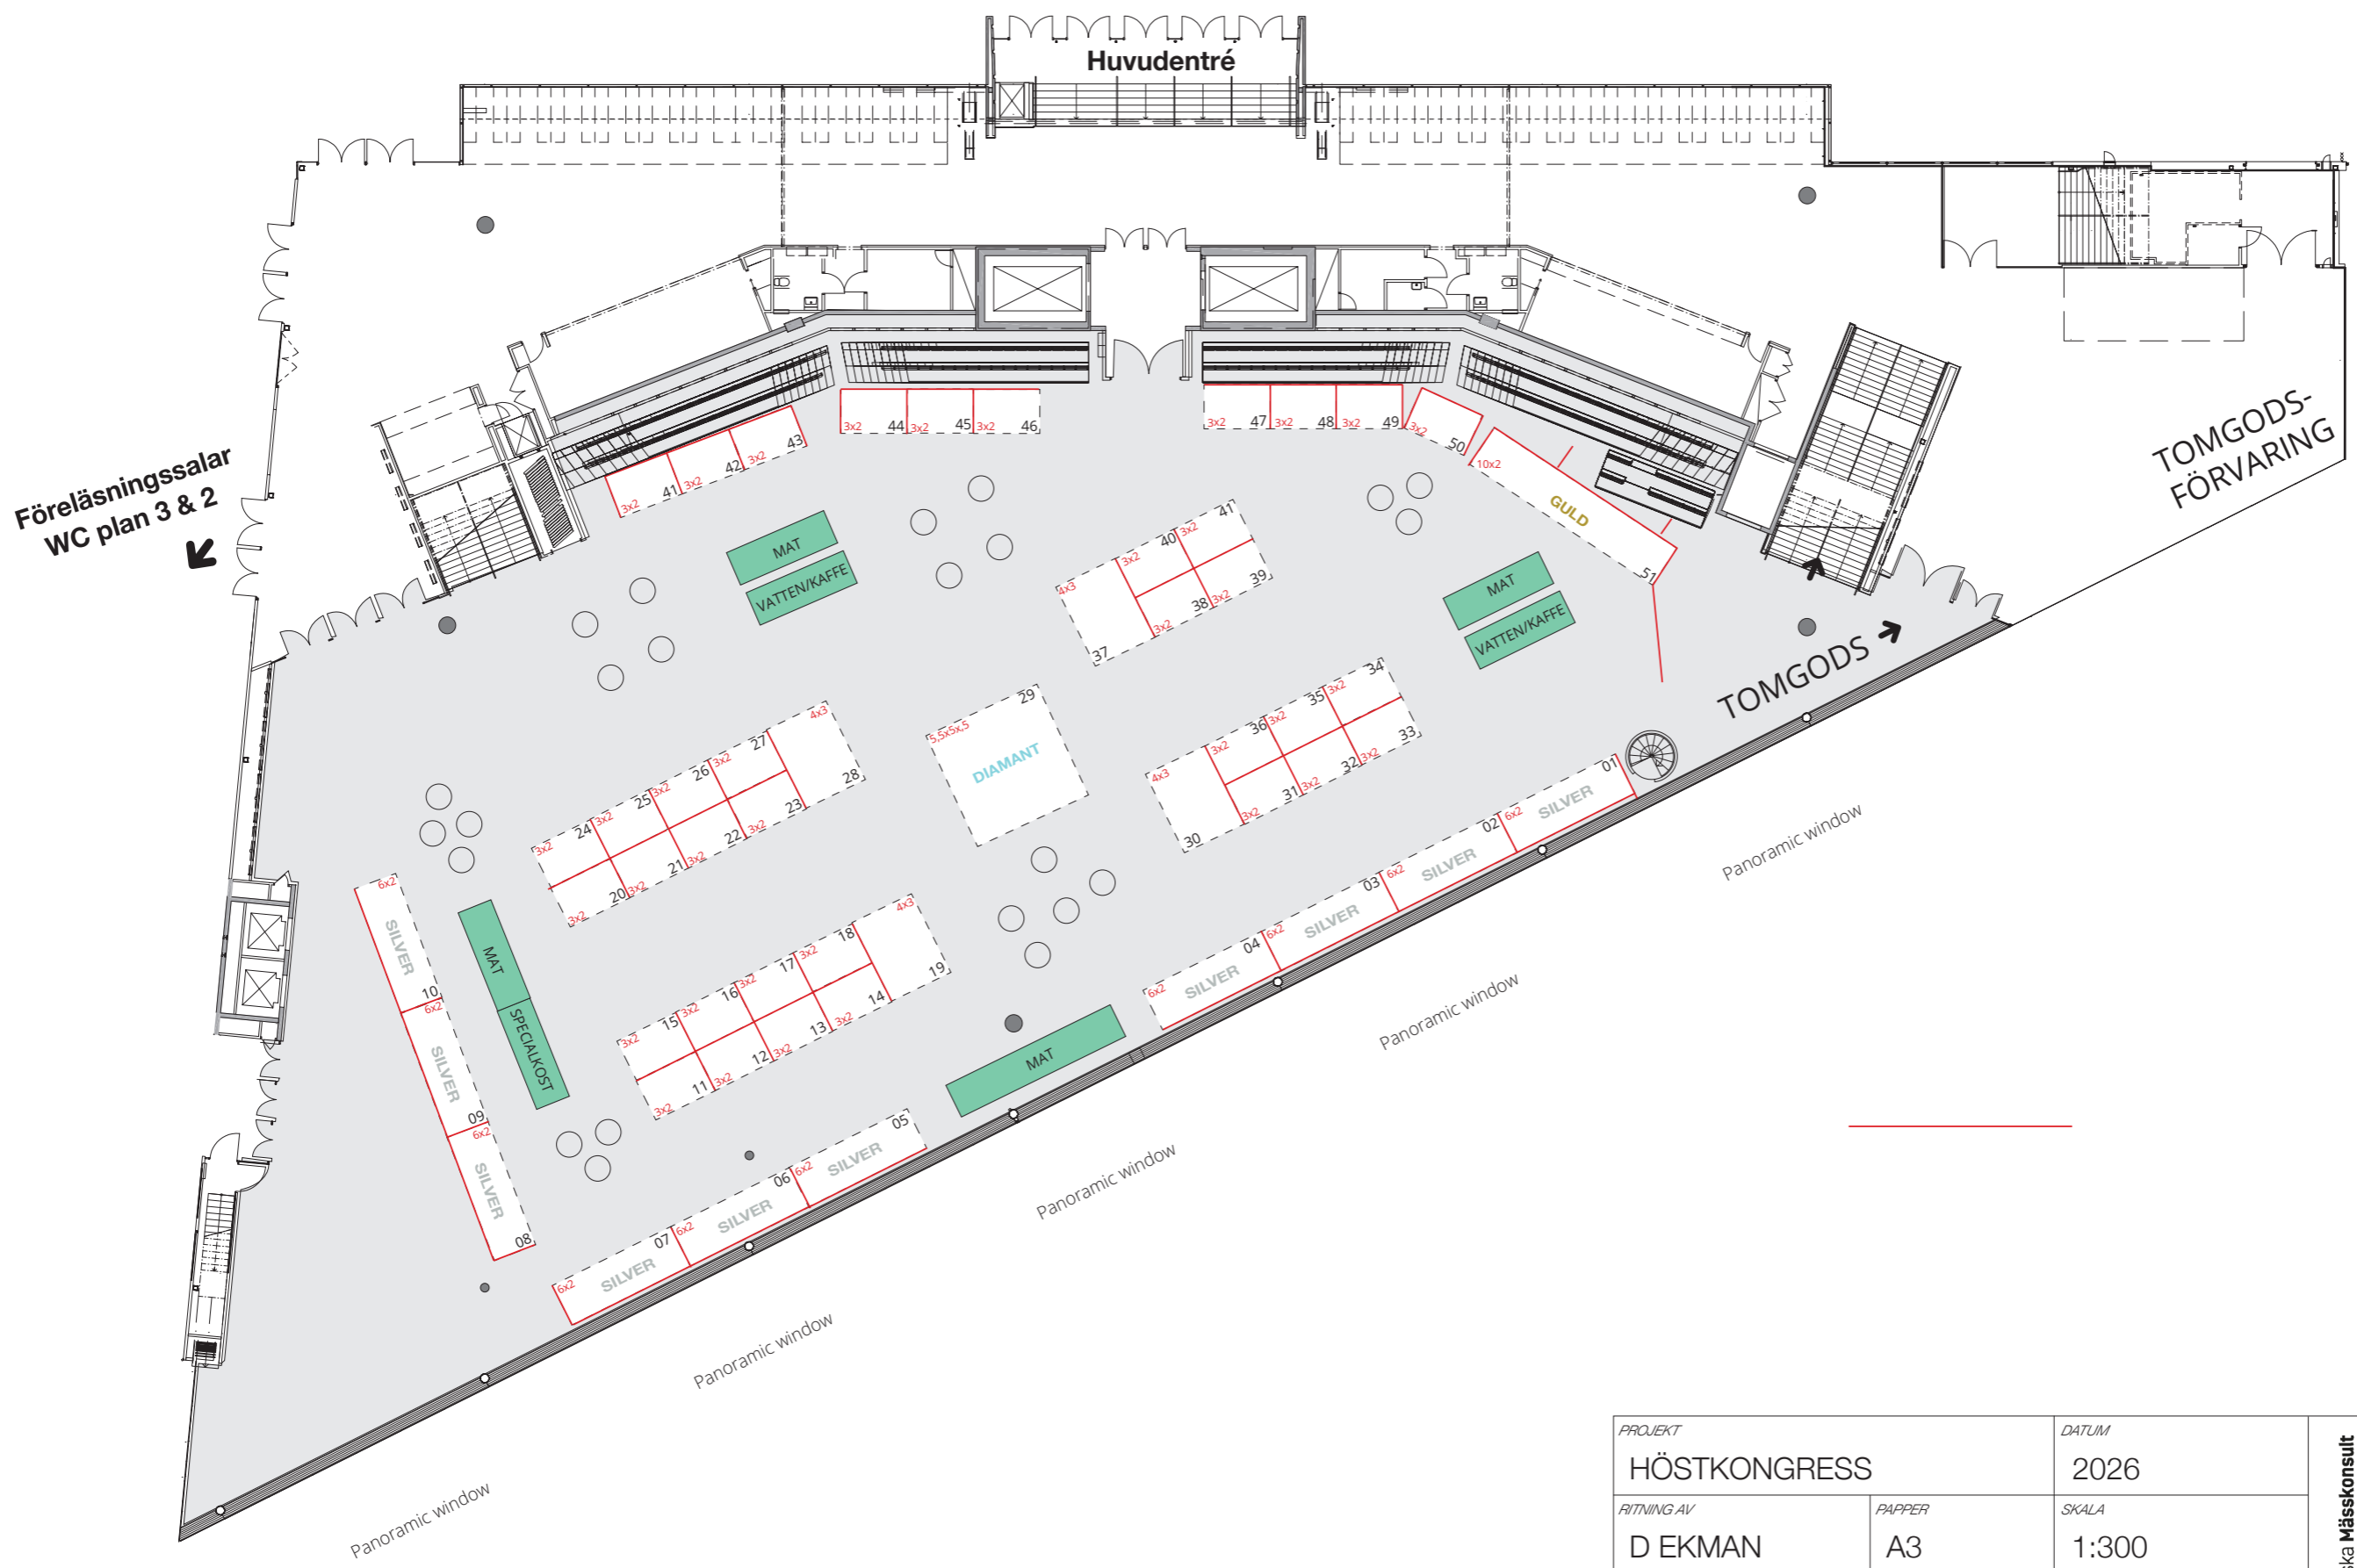 Huvudentré
Föreläsningssalar
WC plan 3 & 2
TOMGODS-
FÖRVARING
3x2 44
3x2 45
3x2 46
3x2 47
3x2 48
3x2 49
3x2 50
3x2 41
3x2 42
3x2 43
10x2
GULD
51
MAT
VATTEN/KAFFE
MAT
VATTEN/KAFFE
4x3 37
3x2 40
3x2 41
3x2 38
3x2 39
TOMGODS
5,5x5x,5
29
DIAMANT
4x3 30
3x2 36
3x2 35
3x2 34
3x2 31
3x2 32
3x2 33
3x2 24
3x2 25
3x2 26
3x2 27
4x3 28
3x2 20
3x2 21
3x2 22
3x2 23
6x2 SILVER 01
6x2 SILVER 02
6x2 SILVER 03
6x2 SILVER 04
6x2 SILVER 10
6x2 SILVER 09
6x2 SILVER 08
MAT
SPECIALKOST
3x2 15
3x2 16
3x2 17
3x2 18
4x3 19
3x2 11
3x2 12
3x2 13
3x2 14
MAT
6x2 SILVER 05
6x2 SILVER 06
6x2 SILVER 07
Panoramic window
Panoramic window
Panoramic window
Panoramic window
Panoramic window
PROJEKT
HÖSTKONGRESS
DATUM
2026
RITNING AV
D EKMAN
PAPPER
A3
SKALA
1:300
ska Mässkonsult